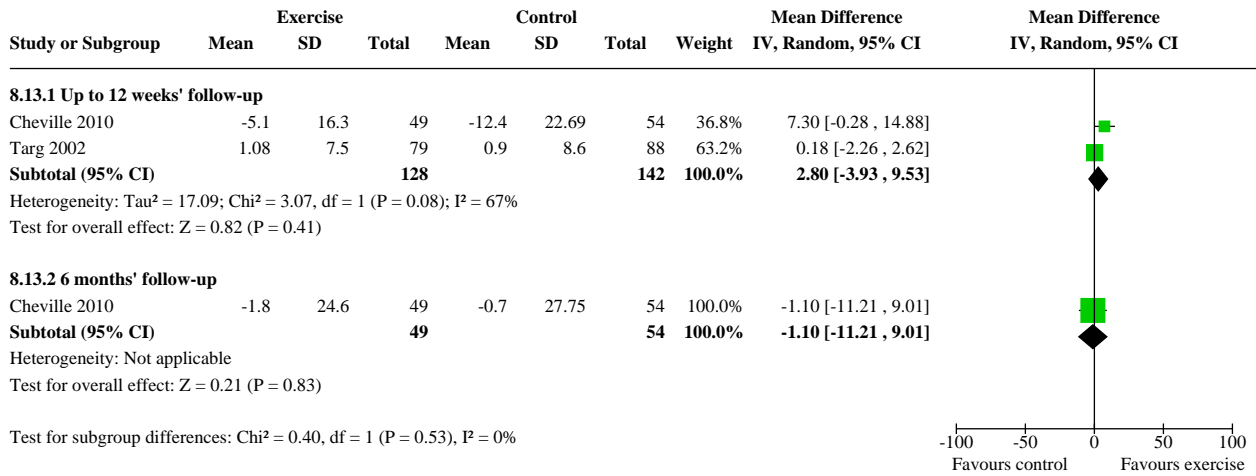 Exercise Control Mean Difference Mean Difference
Study or Subgroup Mean SD Total Mean SD Total Weight IV, Random, 95% CI IV, Random, 95% CI
8.13.1 Up to 12 weeks' follow-up
Cheville 2010 -5.1 16.3 49 -12.4 22.69 54 36.8% 7.30 [-0.28 , 14.88]
Targ 2002 1.08 7.5 79 0.9 8.6 88 63.2% 0.18 [-2.26 , 2.62]
Subtotal (95% CI) 128 142 100.0% 2.80 [-3.93 , 9.53]
Heterogeneity: Tau² = 17.09; Chi² = 3.07, df = 1 (P = 0.08); I² = 67%
Test for overall effect: Z = 0.82 (P = 0.41)
8.13.2 6 months' follow-up
Cheville 2010 -1.8 24.6 49 -0.7 27.75 54 100.0% -1.10 [-11.21 , 9.01]
Subtotal (95% CI) 49 54 100.0% -1.10 [-11.21 , 9.01]
Heterogeneity: Not applicable
Test for overall effect: Z = 0.21 (P = 0.83)
Test for subgroup differences: Chi² = 0.40, df = 1 (P = 0.53), I² = 0%
-100 -50 0 50 100
Favours control Favours exercise